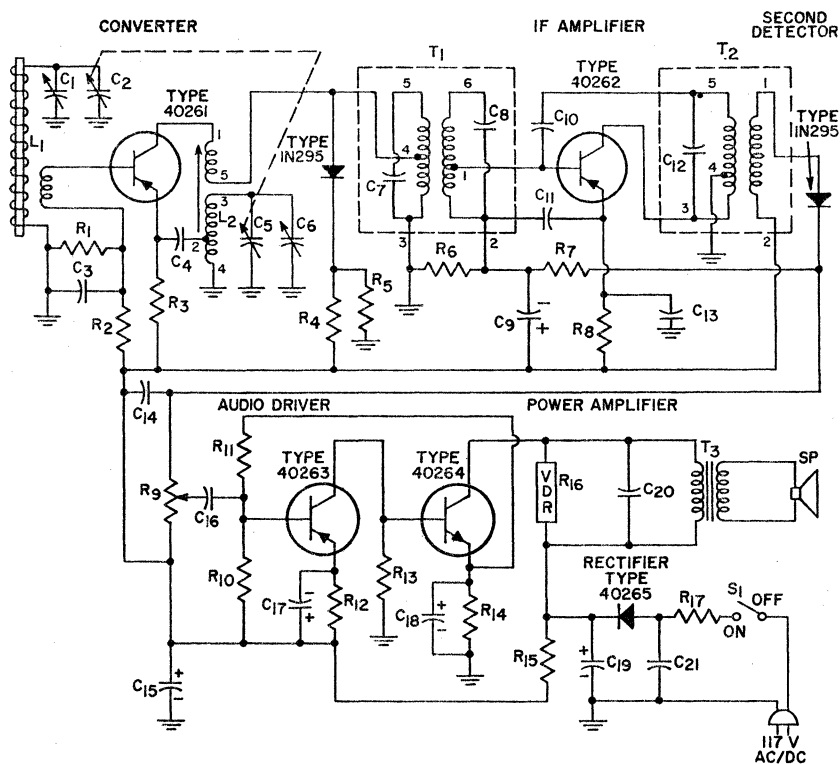 CONVERTER
IF AMPLIFIER
SECOND
DETECTOR
T1
T2
C1
C2
TYPE
40261
L1
1
5
3
L2
2
4
C4
C5
C6
R1
C3
R2
R3
TYPE
1N295
R4
R5
5
4
C7
3
6
C8
1
2
C10
TYPE
40262
C11
R6
R7
C9
-
+
R8
C13
5
C12
4
3
1
2
TYPE
1N295
C14
AUDIO DRIVER
POWER AMPLIFIER
R11
TYPE
40263
TYPE
40264
R9
C16
R10
C17
-
+
R12
R13
C18
+
-
R14
VDR
R16
C20
T3
SP
RECTIFIER
TYPE
40265
R17
S1
OFF
ON
R15
+
C19
-
C21
C15
+
-
117 V
AC/DC